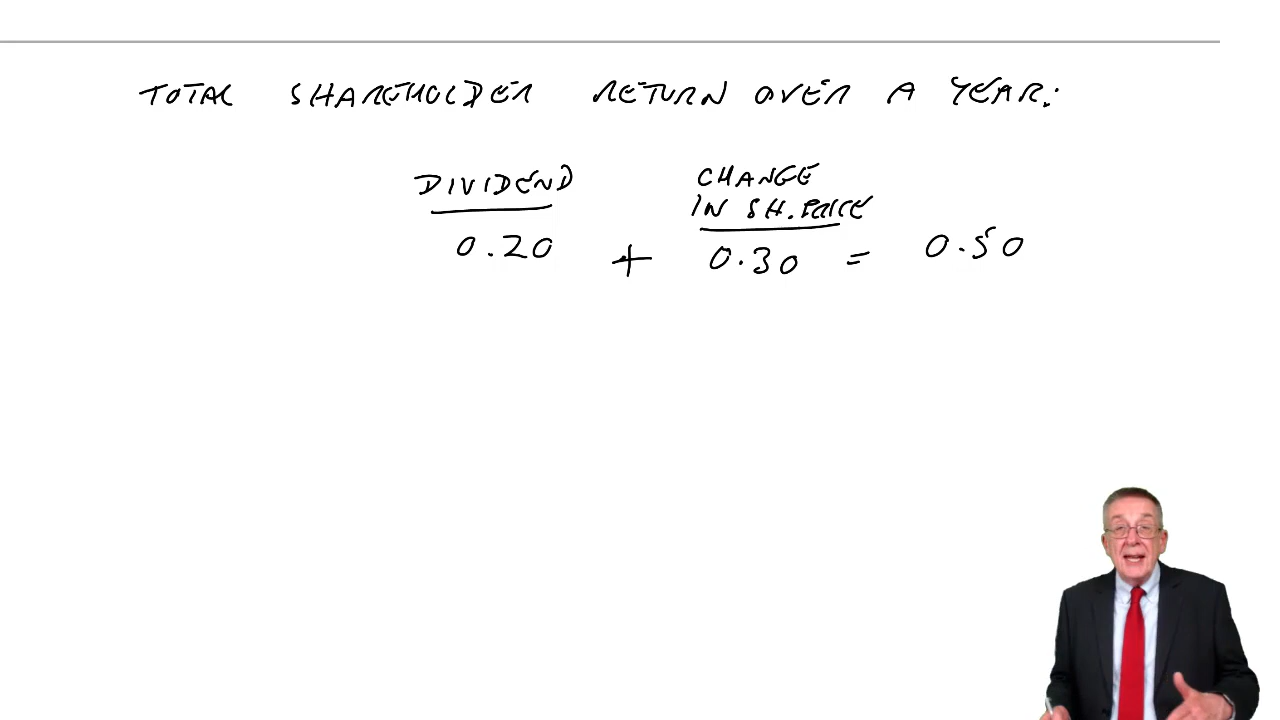 TOTAL SHAREHOLDER RETURN OVER A YEAR:
DIVIDEND CHANGE
IN SH. PRICE
0.20 + 0.30 = 0.50